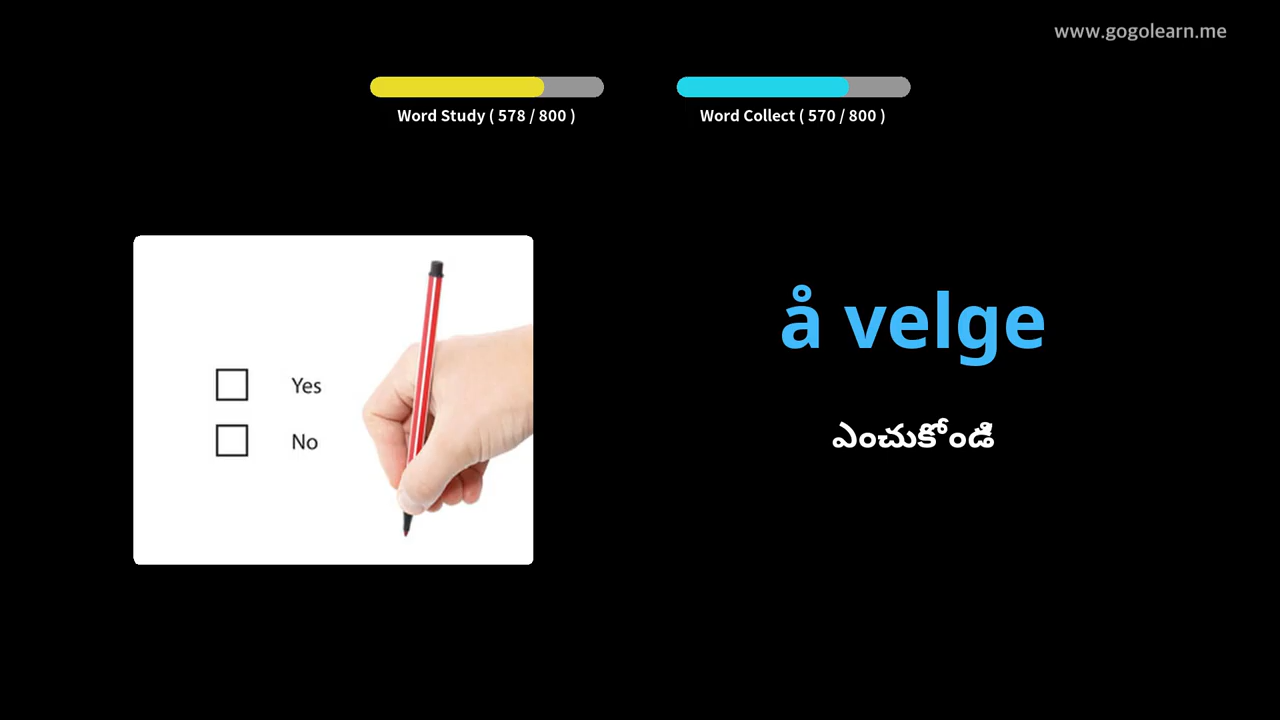 www.gogolearn.me
Word Study ( 578 / 800 )
Word Collect ( 570 / 800 )
Yes
No
å velge
ఎంచుకోండి